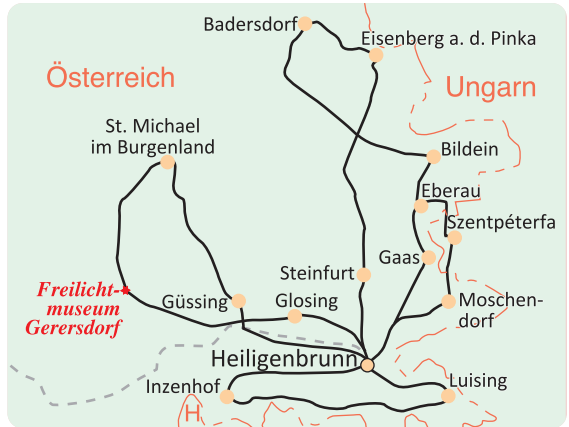 Badersdorf
Eisenberg a. d. Pinka
Österreich
Ungarn
St. Michael
im Burgenland
Bildein
Eberau
Szentpéterfa
Gaas
Steinfurt
Freilicht-
museum
Gerersdorf
Güssing
Glosing
Moschen-
dorf
Heiligenbrunn
Inzenhof
Luising
H